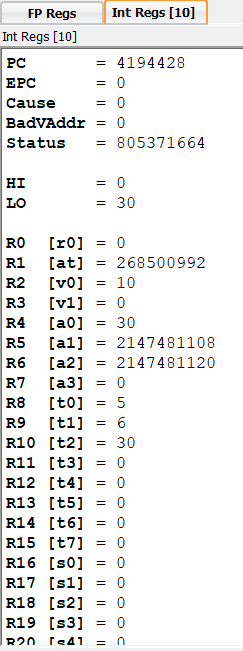 FP Regs Int Regs [10]
Int Regs [10]
PC = 4194428
EPC = 0
Cause = 0
BadVAddr = 0
Status = 805371664
HI = 0
LO = 30
R0 [r0] = 0
R1 [at] = 268500992
R2 [v0] = 10
R3 [v1] = 0
R4 [a0] = 30
R5 [a1] = 2147481108
R6 [a2] = 2147481120
R7 [a3] = 0
R8 [t0] = 5
R9 [t1] = 6
R10 [t2] = 30
R11 [t3] = 0
R12 [t4] = 0
R13 [t5] = 0
R14 [t6] = 0
R15 [t7] = 0
R16 [s0] = 0
R17 [s1] = 0
R18 [s2] = 0
R19 [s3] = 0
R20 [s4] = 0